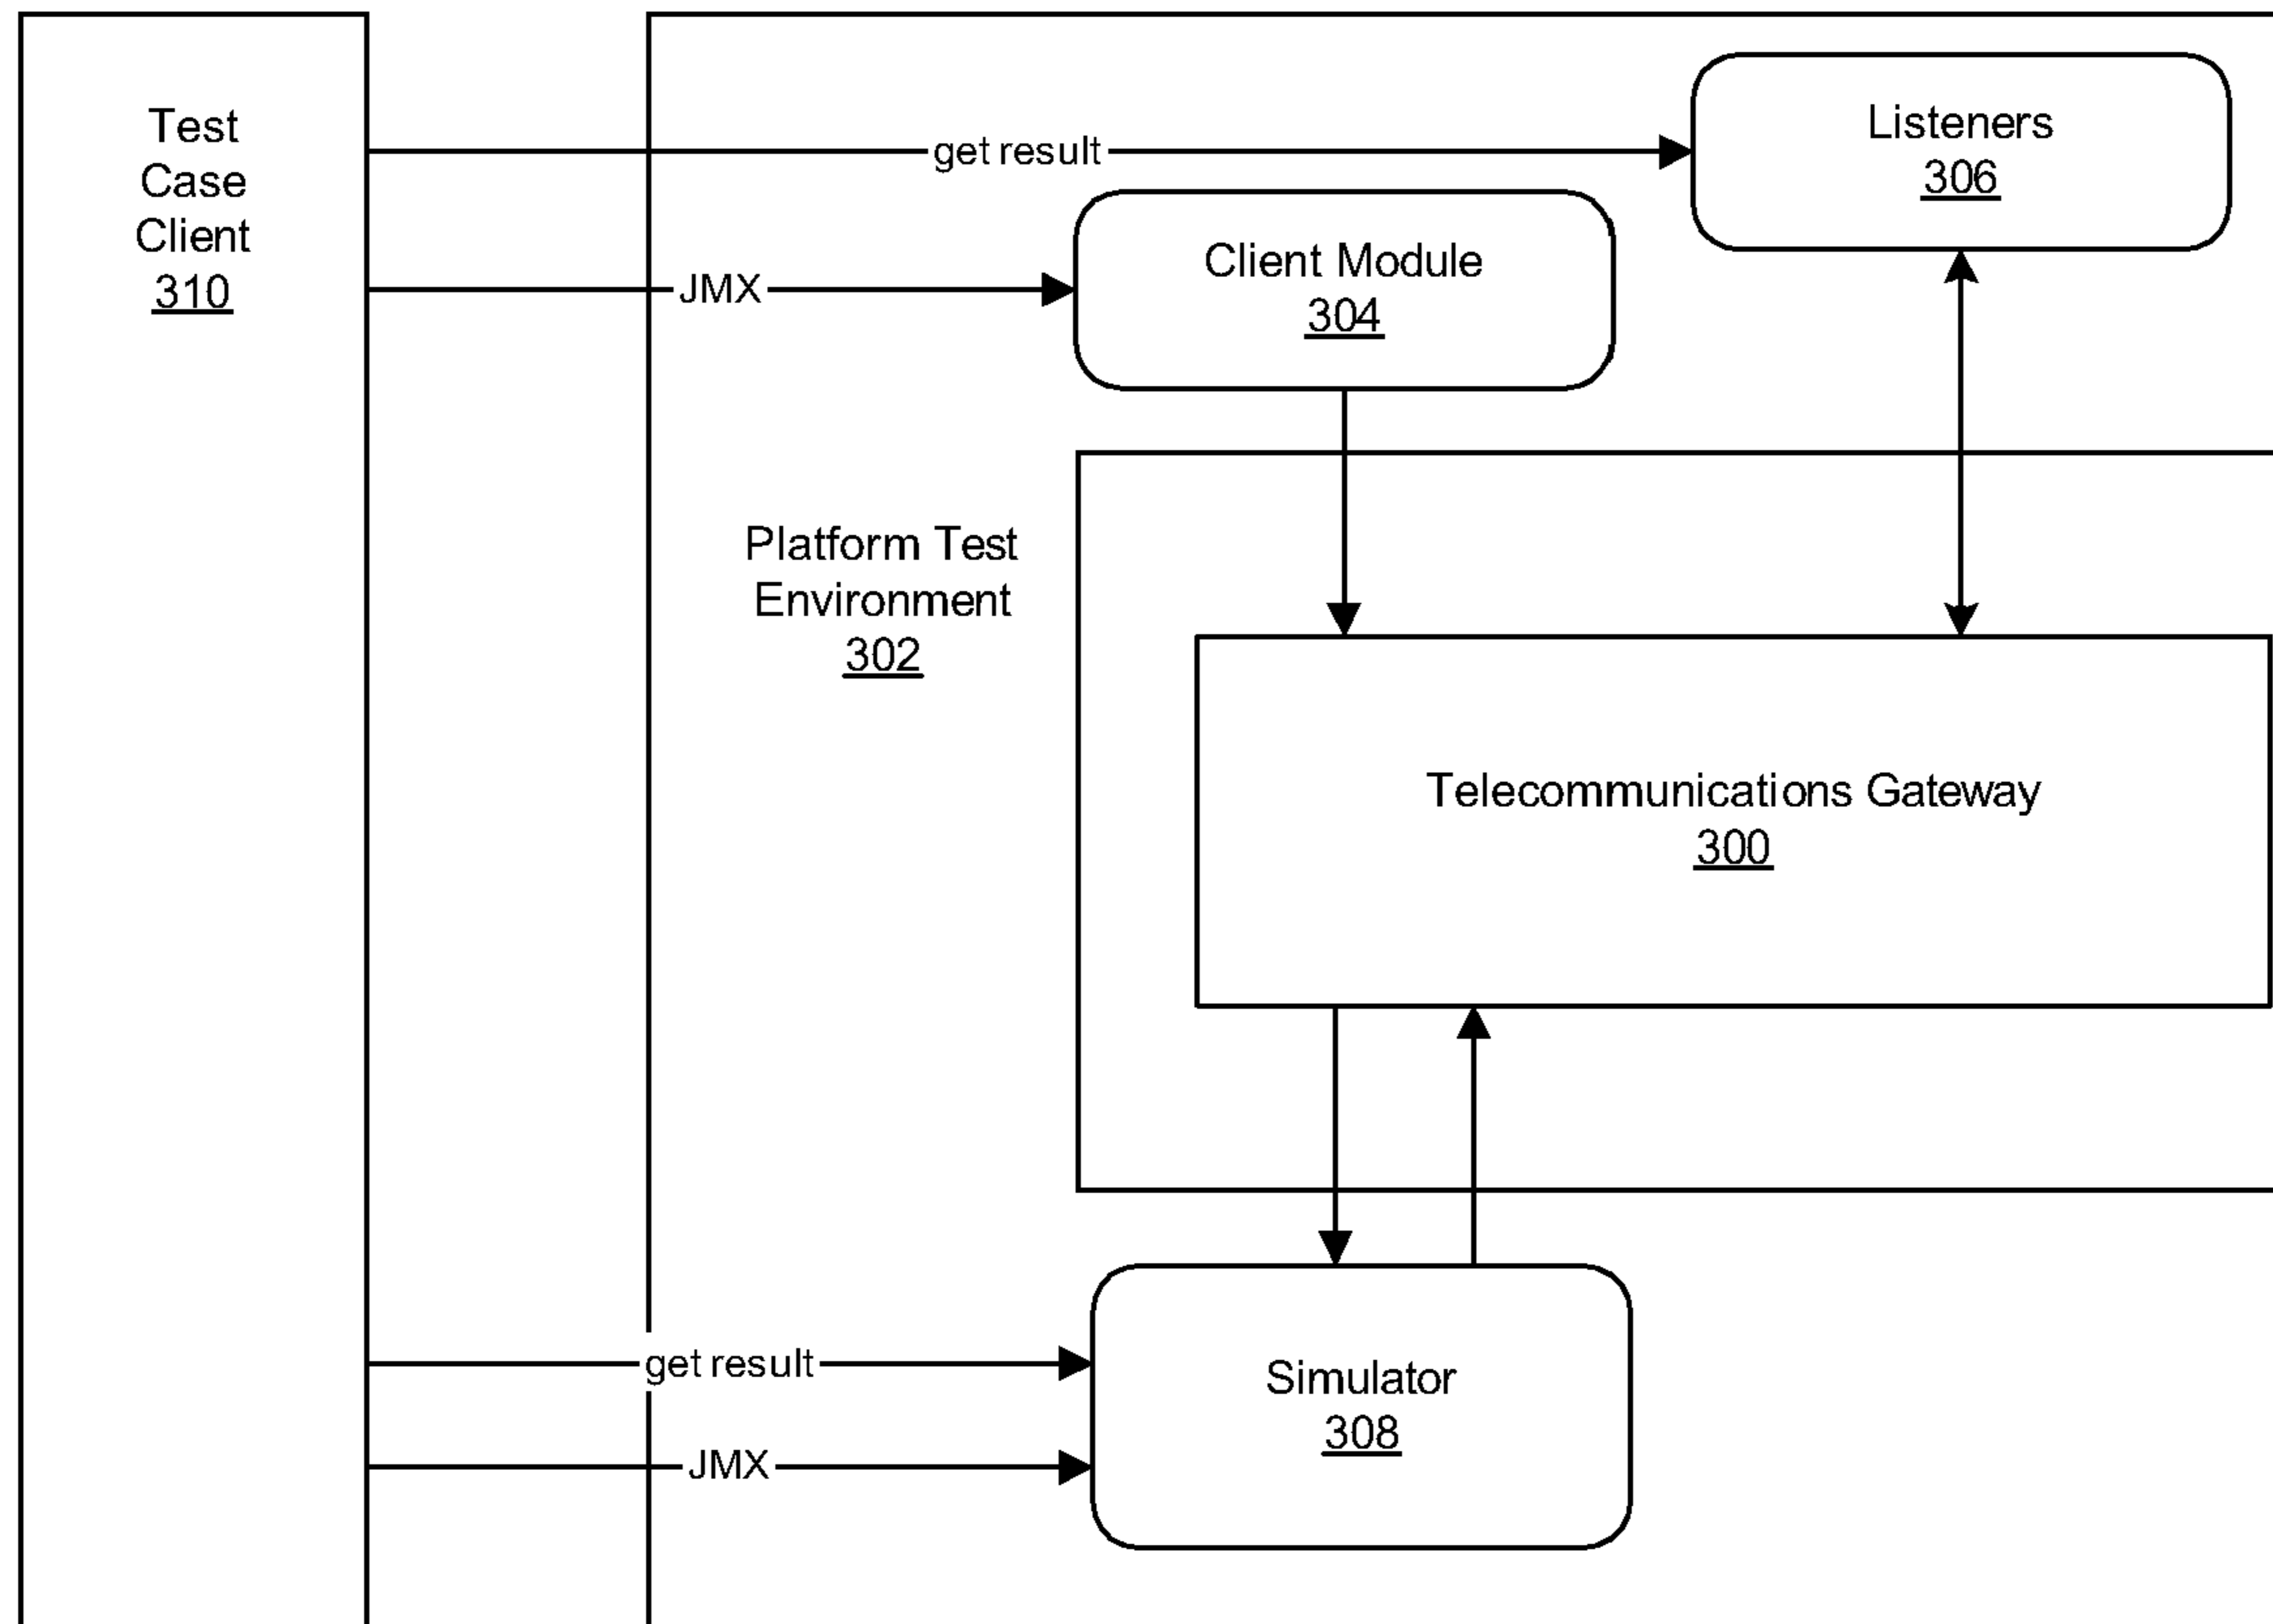 Test
Case
Client
310
get result
JMX
Listeners
306
Client Module
304
Platform Test
Environment
302
Telecommunications Gateway
300
get result
JMX
Simulator
308